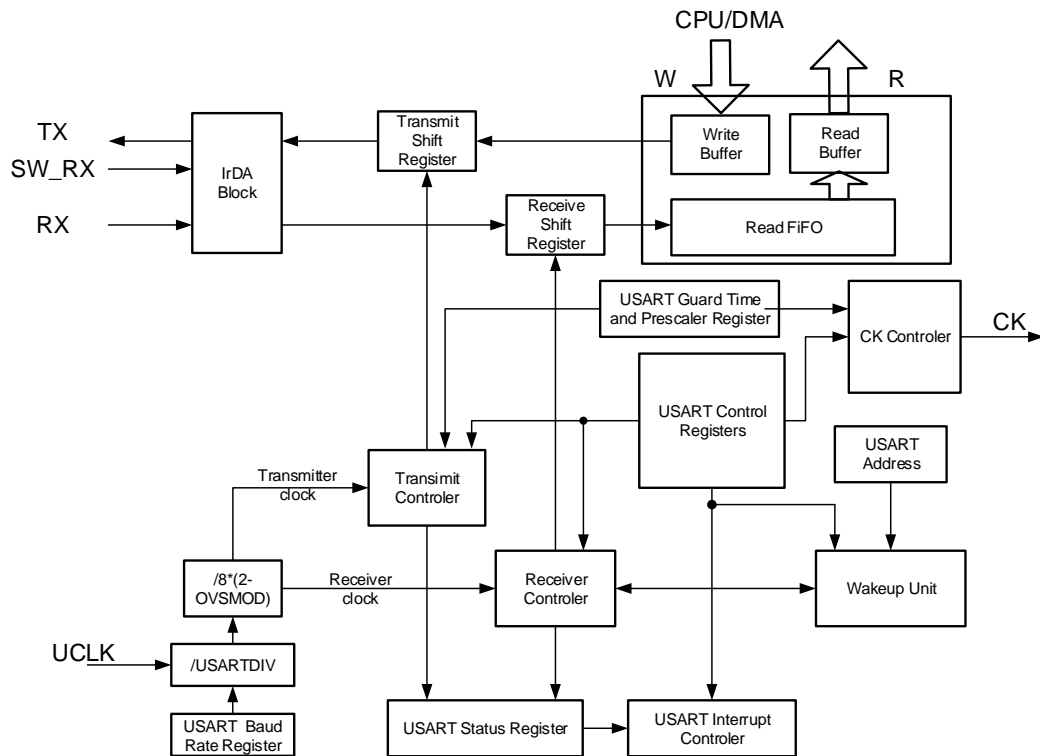 CPU/DMA
W
R
TX
SW_RX
RX
IrDA
Block
Transmit
Shift
Register
Write
Buffer
Read
Buffer
Receive
Shift
Register
Read FiFO
USART Guard Time
and Prescaler Register
CK Controler
CK
USART Control
Registers
USART
Address
Transmitter
clock
Transimit
Controler
/8*(2-
OVSMOD)
Receiver
clock
Receiver
Controler
Wakeup Unit
UCLK
/USARTDIV
USART Baud
Rate Register
USART Status Register
USART Interrupt
Controler